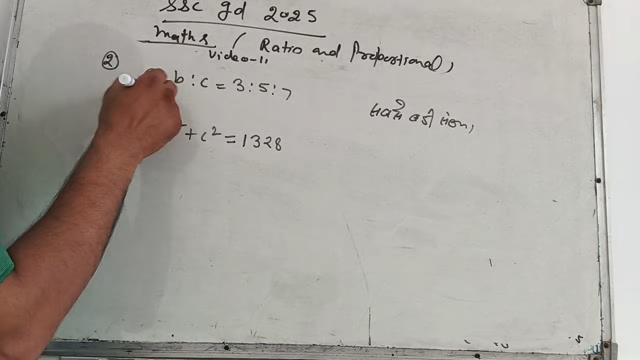 SSC gd 2025
Maths ( Ratio and Proportional)
Video-11
②
b : c = 3 : 5 : 7
+ c² = 1328